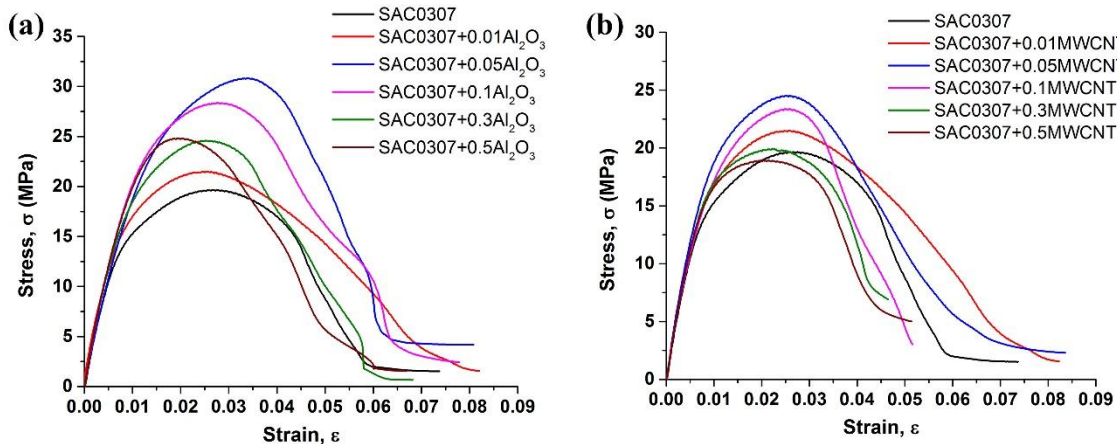 (a)
SAC0307
SAC0307+0.01Al₂O₃
SAC0307+0.05Al₂O₃
SAC0307+0.1Al₂O₃
SAC0307+0.3Al₂O₃
SAC0307+0.5Al₂O₃
35
30
25
20
15
10
5
0
Stress, σ (MPa)
0.00 0.01 0.02 0.03 0.04 0.05 0.06 0.07 0.08 0.09
Strain, ε
(b)
SAC0307
SAC0307+0.01MWCN
SAC0307+0.05MWCN
SAC0307+0.1MWCNT
SAC0307+0.3MWCNT
SAC0307+0.5MWCNT
30
25
20
15
10
5
0
Stress, σ (MPa)
0.00 0.01 0.02 0.03 0.04 0.05 0.06 0.07 0.08 0.09
Strain, ε